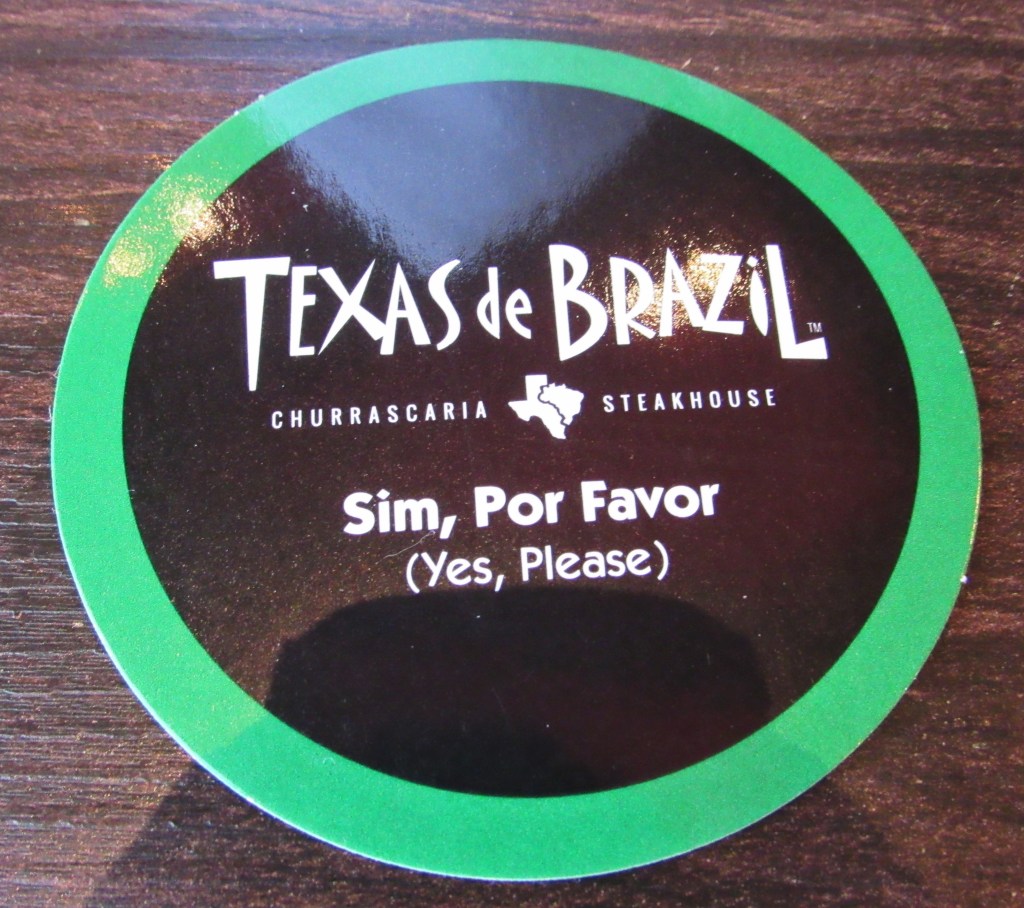 TEXAS de BRAZIL™
CHURRASCARIA STEAKHOUSE
Sim, Por Favor
(Yes, Please)